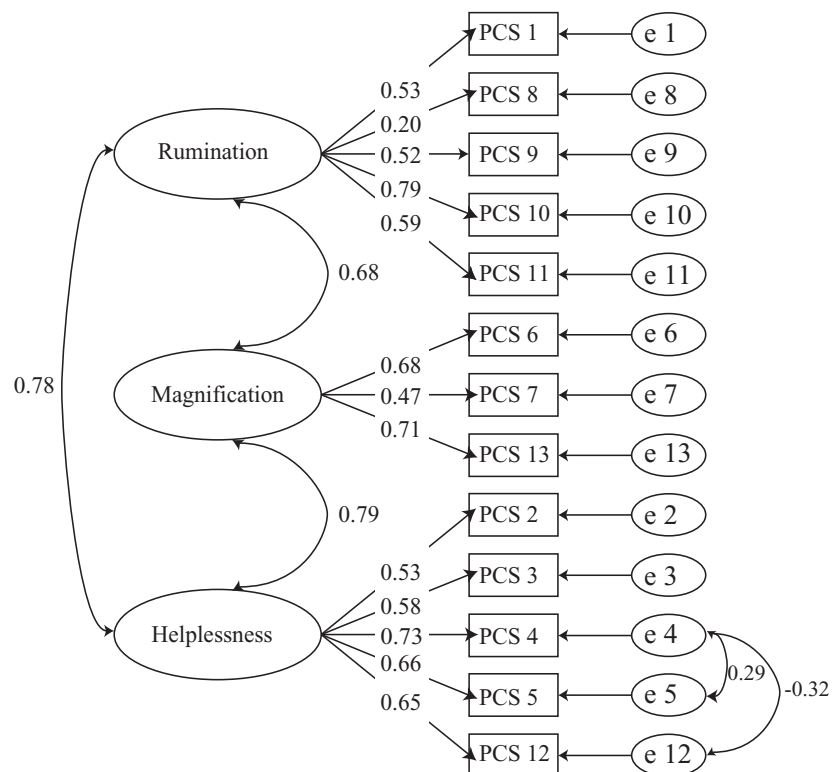 PCS 1 e 1
0.53
PCS 8 e 8
0.20
Rumination 0.52 PCS 9 e 9
0.79
PCS 10 e 10
0.59
0.68 PCS 11 e 11
PCS 6 e 6
0.68
0.78 Magnification 0.47 PCS 7 e 7
0.71
PCS 13 e 13
0.79 PCS 2 e 2
0.53
PCS 3 e 3
0.58
Helplessness 0.73 PCS 4 e 4
0.66 0.29
PCS 5 e 5 -0.32
0.65
PCS 12 e 12